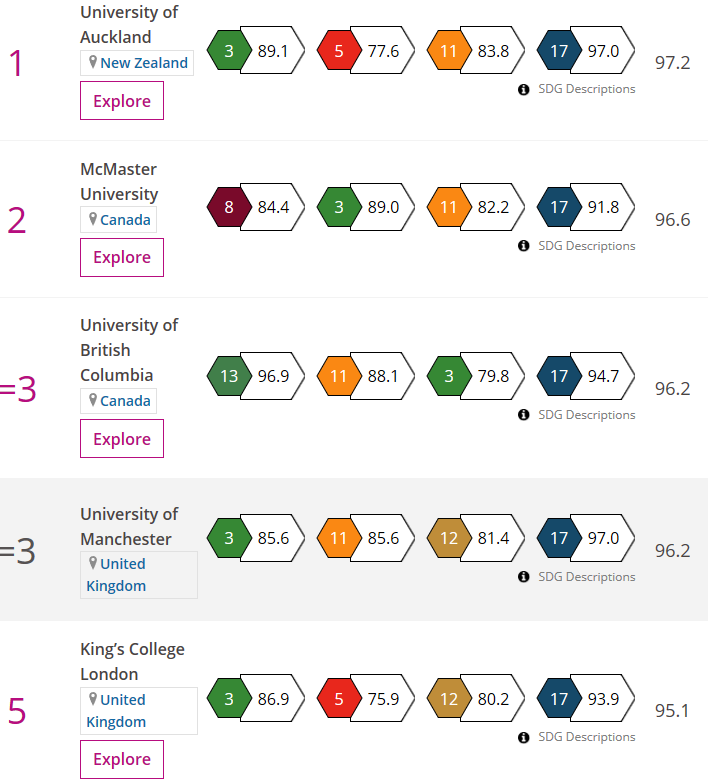 University of
Auckland
1
New Zealand
Explore
3 89.1 5 77.6 11 83.8 17 97.0
SDG Descriptions
97.2
McMaster
University
2
Canada
Explore
8 84.4 3 89.0 11 82.2 17 91.8
SDG Descriptions
96.6
University of
British
Columbia
=3
Canada
Explore
13 96.9 11 88.1 3 79.8 17 94.7
SDG Descriptions
96.2
University of
Manchester
=3
United
Kingdom
3 85.6 11 85.6 12 81.4 17 97.0
SDG Descriptions
96.2
King’s College
London
5
United
Kingdom
Explore
3 86.9 5 75.9 12 80.2 17 93.9
SDG Descriptions
95.1